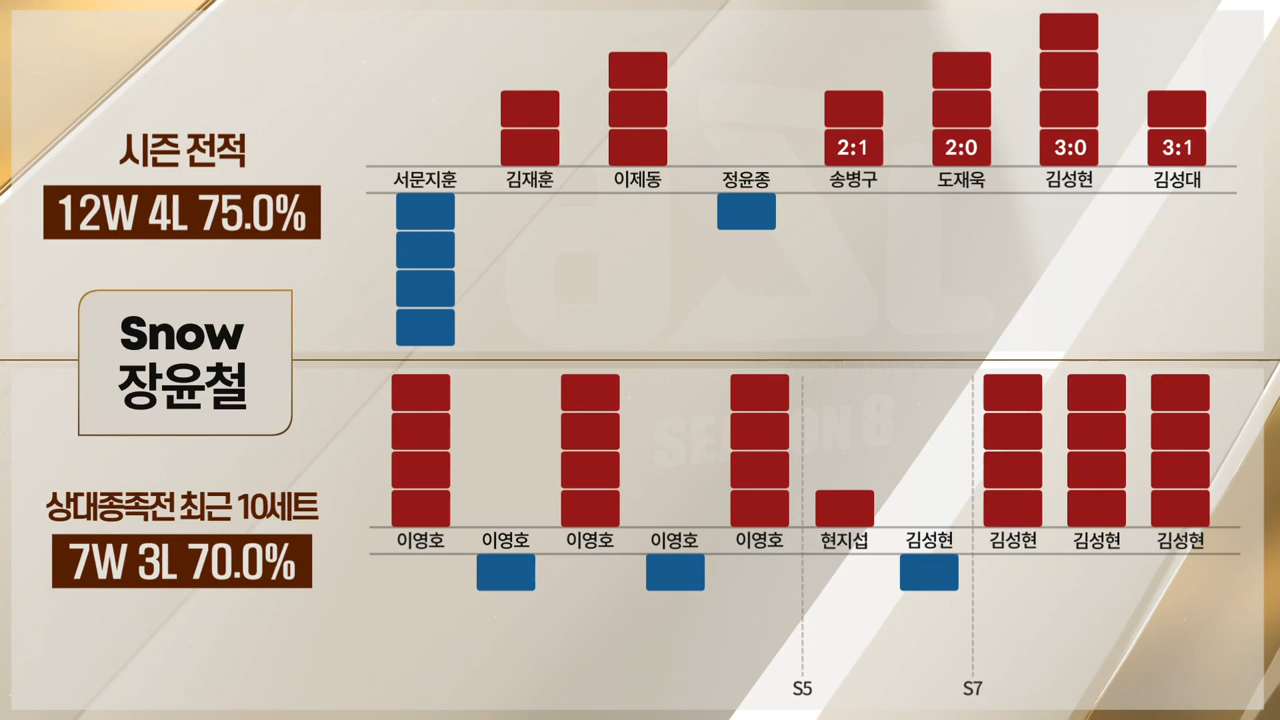 시즌 전적
12W 4L 75.0%
2:1 2:0 3:0 3:1
서문지훈 김재훈 이제동 정윤종 송병구 도재욱 김성현 김성대
Snow
장윤철
SEASON 8
상대종족전 최근 10세트
7W 3L 70.0%
이영호 이영호 이영호 이영호 이영호 현지섭 김성현 김성현 김성현 김성현
S5 S7